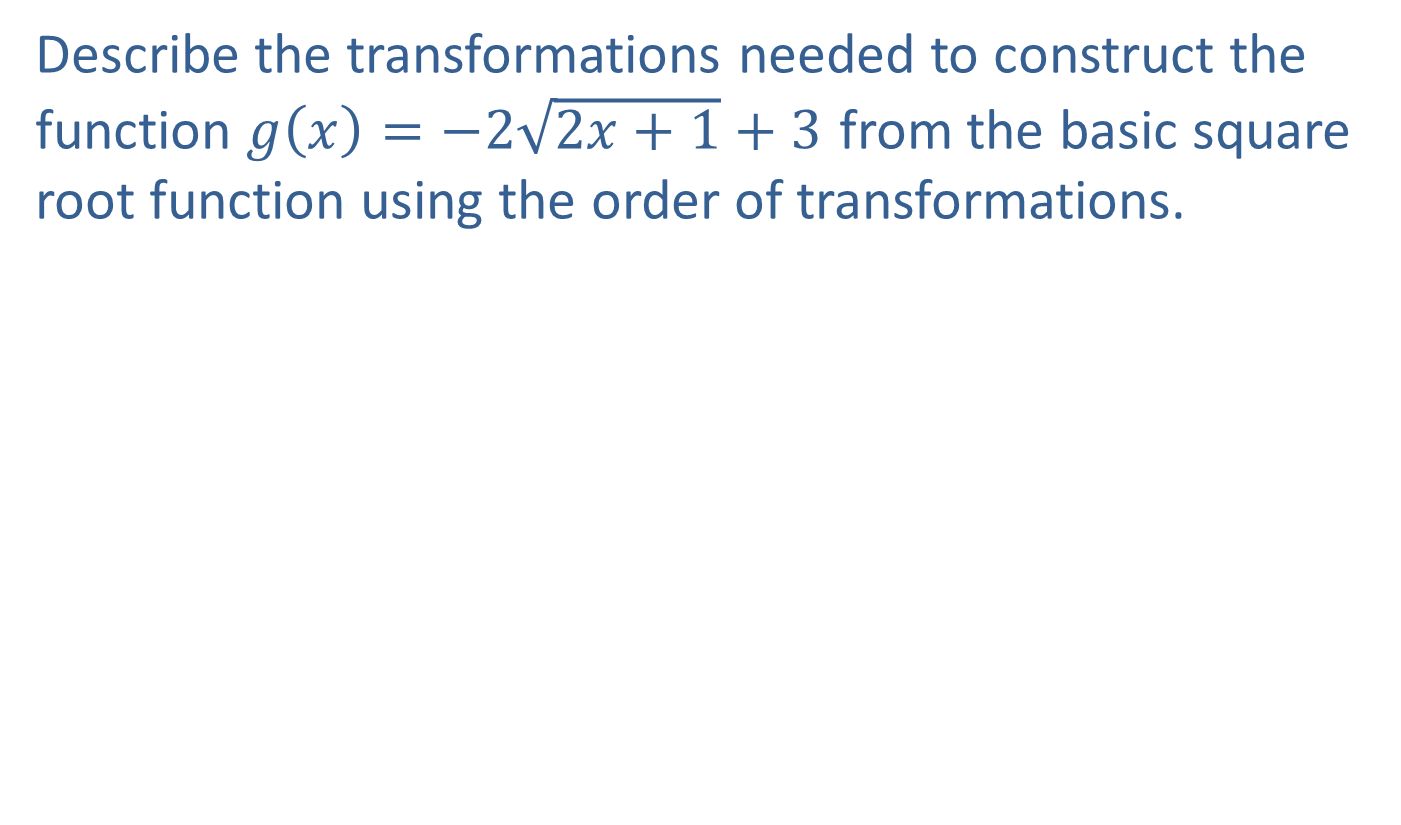 Describe the transformations needed to construct the
function 𝑔(𝑥) = −2√(2𝑥 + 1) + 3 from the basic square
root function using the order of transformations.